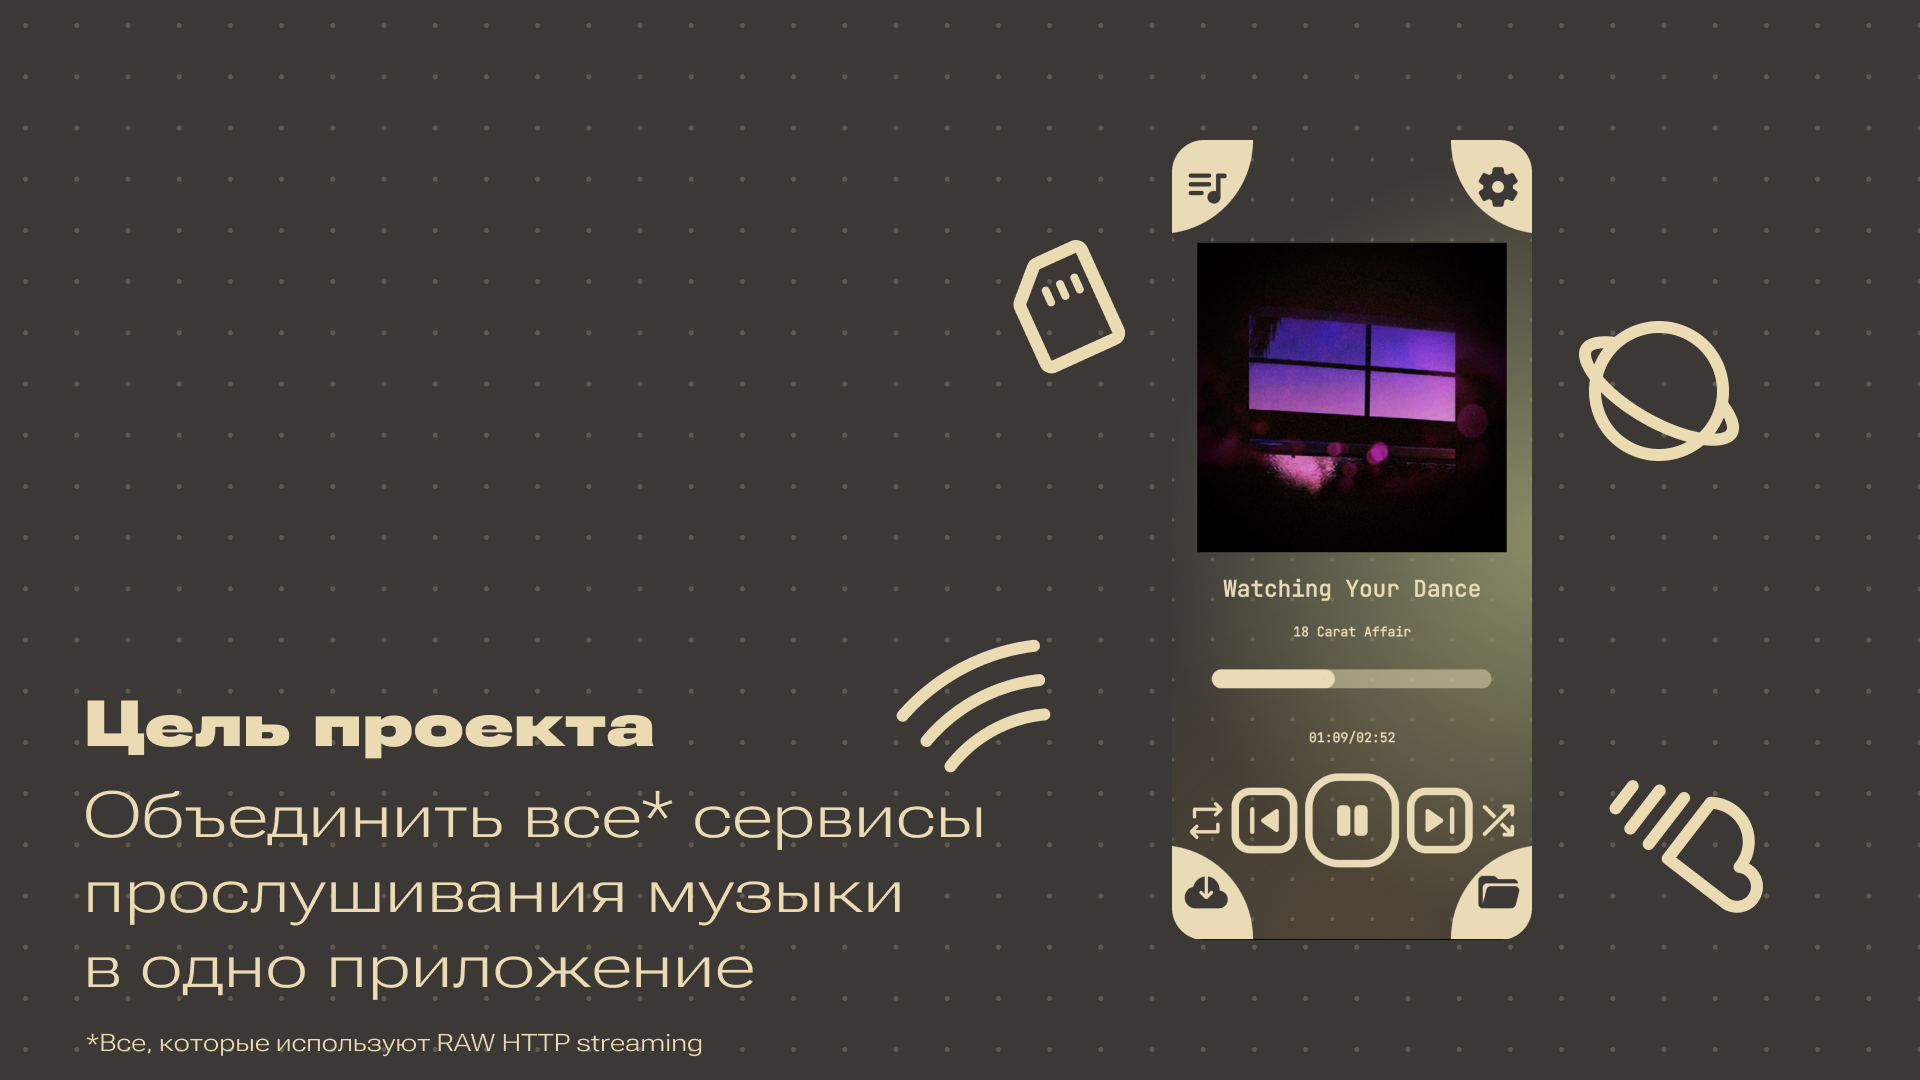 Цель проекта
Объединить все* сервисы
прослушивания музыки
в одно приложение
*Все, которые используют RAW HTTP streaming
Watching Your Dance
18 Carat Affair
01:09/02:52